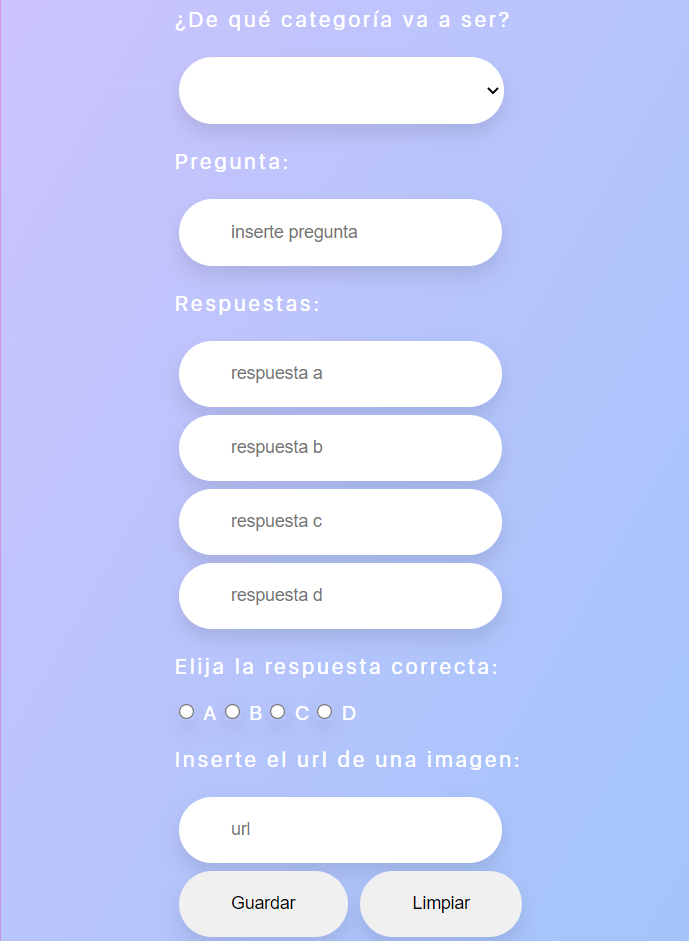 ¿De qué categoría va a ser?
Pregunta:
inserte pregunta
Respuestas:
respuesta a
respuesta b
respuesta c
respuesta d
Elija la respuesta correcta:
A B C D
Inserte el url de una imagen:
url
Guardar Limpiar